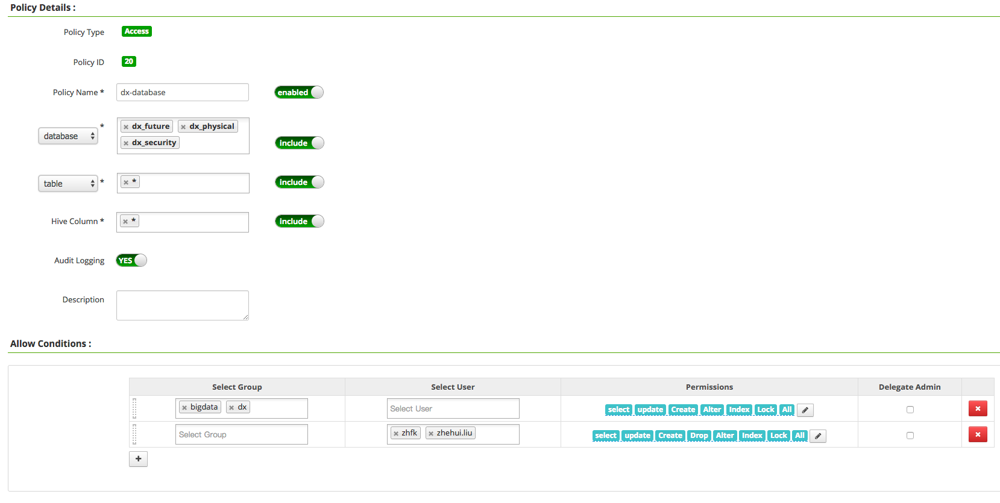 Policy Details :
Policy Type Access
Policy ID 20
Policy Name * dx-database enabled
database * × dx_future × dx_physical
× dx_security include
table * × * include
Hive Column * × * include
Audit Logging YES
Description
Allow Conditions :
Select Group Select User Permissions Delegate Admin
× bigdata × dx Select User select update Create Alter Index Lock All ×
Select Group × zhfk × zhehui.liu select update Create Drop Alter Index Lock All ×
+